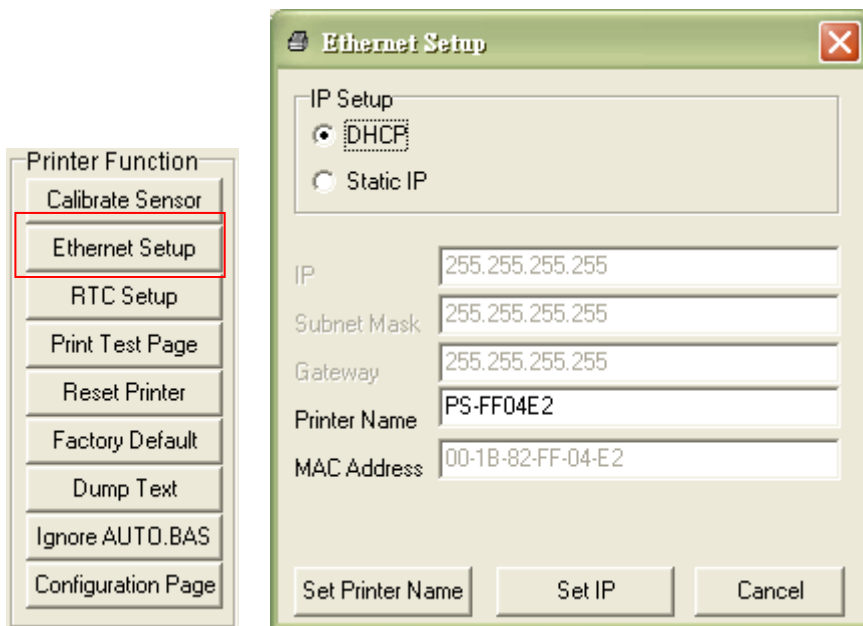 Printer Function
Calibrate Sensor
Ethernet Setup
RTC Setup
Print Test Page
Reset Printer
Factory Default
Dump Text
Ignore AUTO.BAS
Configuration Page
Ethernet Setup
IP Setup
DHCP
Static IP
IP 255.255.255.255
Subnet Mask 255.255.255.255
Gateway 255.255.255.255
Printer Name PS-FF04E2
MAC Address 00-1B-82-FF-04-E2
Set Printer Name Set IP Cancel